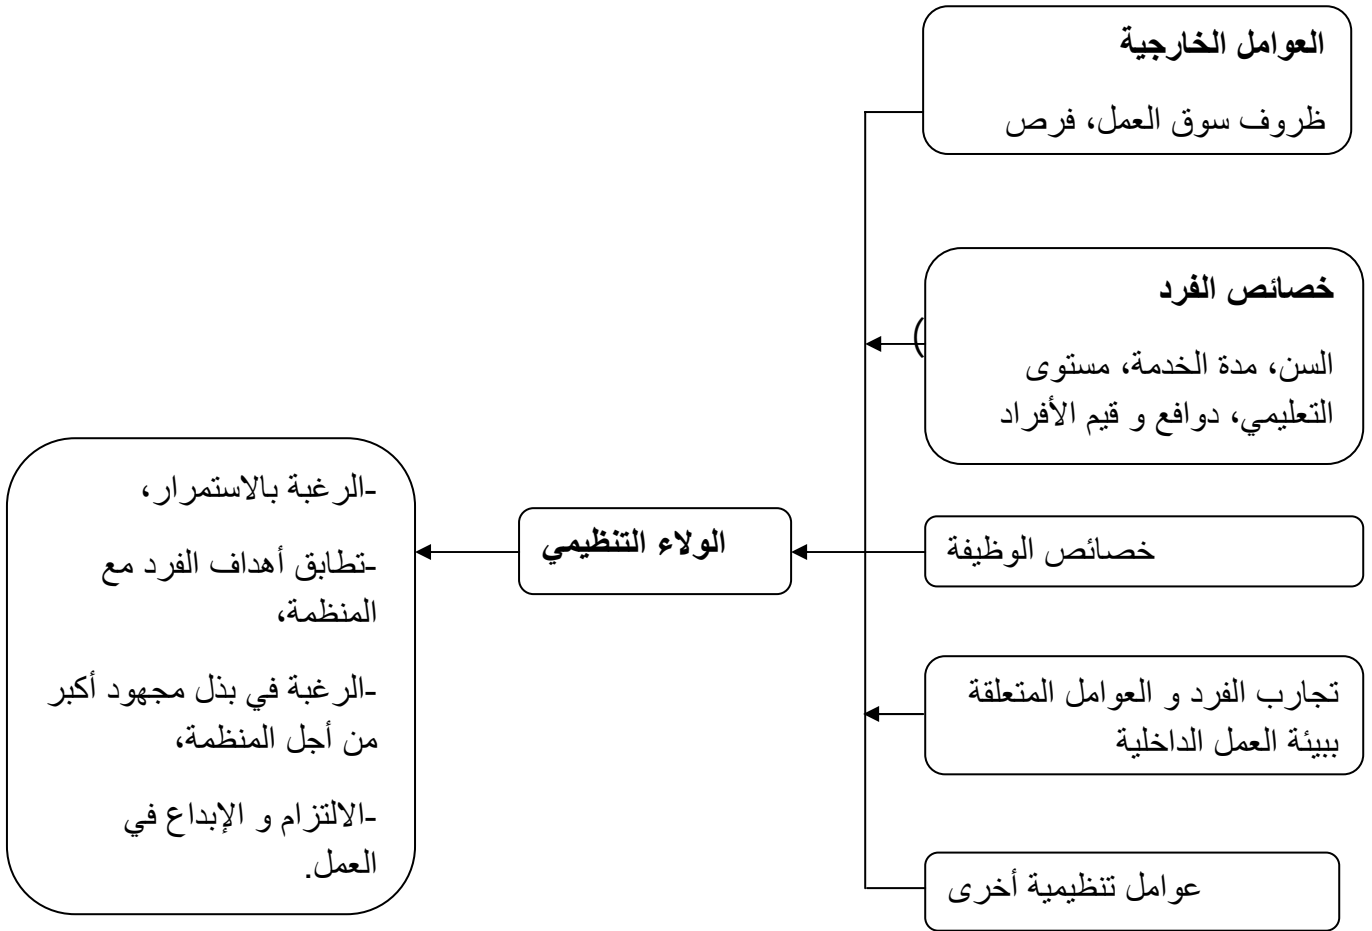 العوامل الخارجية
ظروف سوق العمل، فرص
خصائص الفرد
(
السن، مدة الخدمة، مستوى
التعليمي، دوافع و قيم الأفراد
خصائص الوظيفة
تجارب الفرد و العوامل المتعلقة
ببيئة العمل الداخلية
عوامل تنظيمية أخرى
الولاء التنظيمي
-الرغبة بالاستمرار،
-تطابق أهداف الفرد مع
المنظمة،
-الرغبة في بذل مجهود أكبر
من أجل المنظمة،
-الالتزام و الإبداع في
العمل.